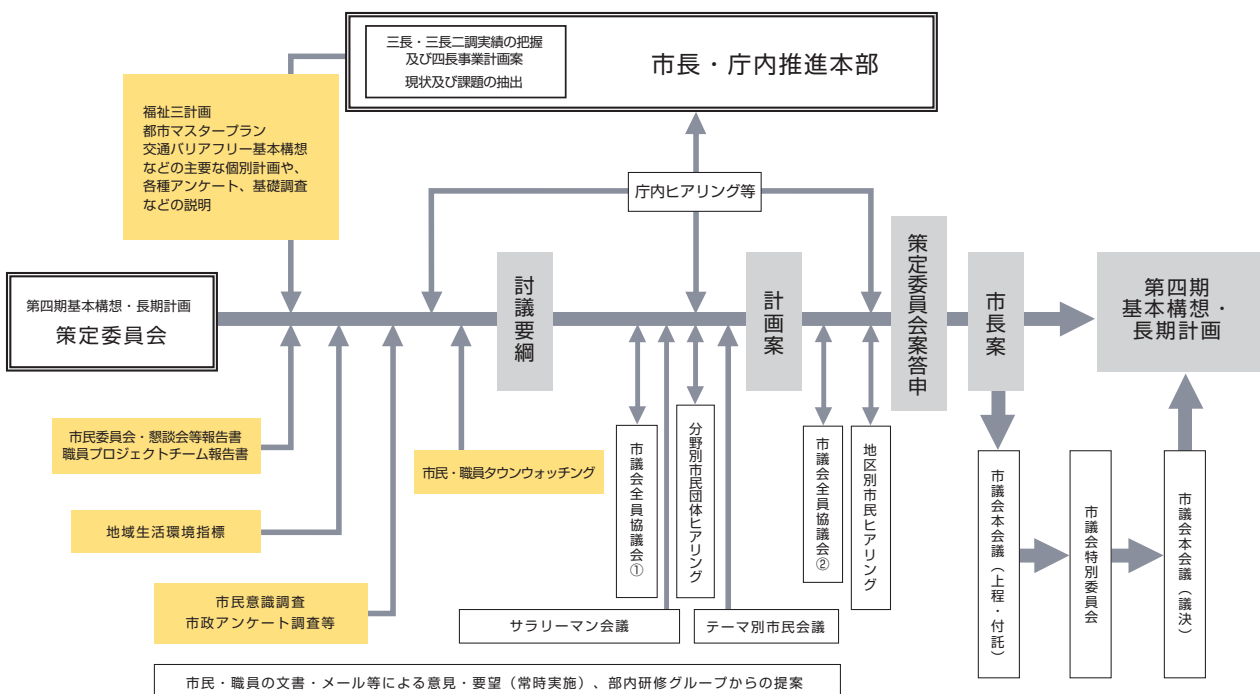 三長・三長二調実績の把握
及び四長事業計画案
現状及び課題の抽出
市長・庁内推進本部
福祉三計画
都市マスタープラン
交通バリアフリー基本構想
などの主要な個別計画や、
各種アンケート、基礎調査
などの説明
庁内ヒアリング等
第四期基本構想・長期計画
策定委員会
討議要綱
計画案
策定委員会案答申
市長案
第四期
基本構想・
長期計画
市民委員会・懇談会等報告書
職員プロジェクトチーム報告書
市民・職員タウンウォッチング
地域生活環境指標
市民意識調査
市政アンケート調査等
市議会全員協議会①
分野別市民団体ヒアリング
市議会全員協議会②
地区別市民ヒアリング
市議会本会議（上程・付託）
市議会特別委員会
市議会本会議（議決）
サラリーマン会議
テーマ別市民会議
市民・職員の文書・メール等による意見・要望（常時実施）、部内研修グループからの提案